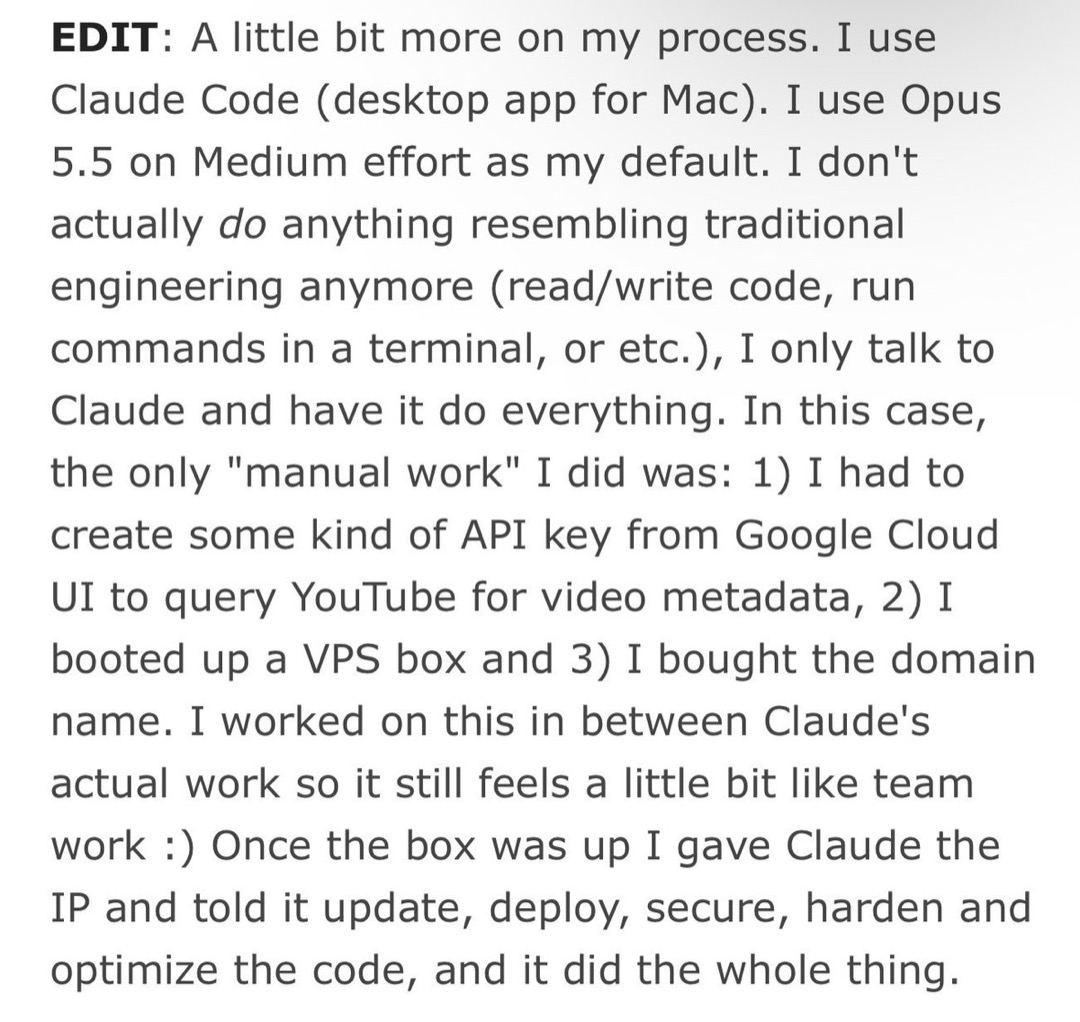 EDIT: A little bit more on my process. I use
Claude Code (desktop app for Mac). I use Opus
5.5 on Medium effort as my default. I don't
actually do anything resembling traditional
engineering anymore (read/write code, run
commands in a terminal, or etc.), I only talk to
Claude and have it do everything. In this case,
the only "manual work" I did was: 1) I had to
create some kind of API key from Google Cloud
UI to query YouTube for video metadata, 2) I
booted up a VPS box and 3) I bought the domain
name. I worked on this in between Claude's
actual work so it still feels a little bit like team
work :) Once the box was up I gave Claude the
IP and told it update, deploy, secure, harden and
optimize the code, and it did the whole thing.